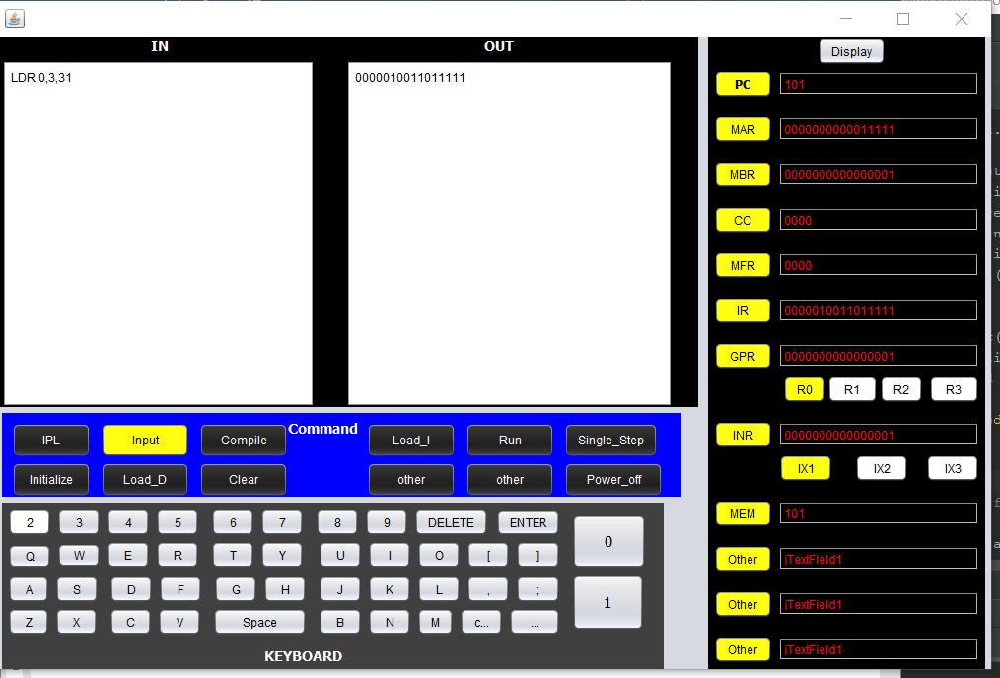 IN
OUT
LDR 0,3,31
0000010011011111
Display
PC 101
MAR 0000000000011111
MBR 0000000000000001
CC 0000
MFR 0000
IR 0000010011011111
GPR 0000000000000001
R0 R1 R2 R3
INR 0000000000000001
IX1 IX2 IX3
MEM 101
Other jTextField1
Other jTextField1
Other jTextField1
Command
IPL Input Compile Load_I Run Single_Step
Initialize Load_D Clear other other Power_off
2 3 4 5 6 7 8 9 DELETE ENTER
Q W E R T Y U I O [ ]
A S D F G H J K L , ;
Z X C V Space B N M c... ...
0
1
KEYBOARD